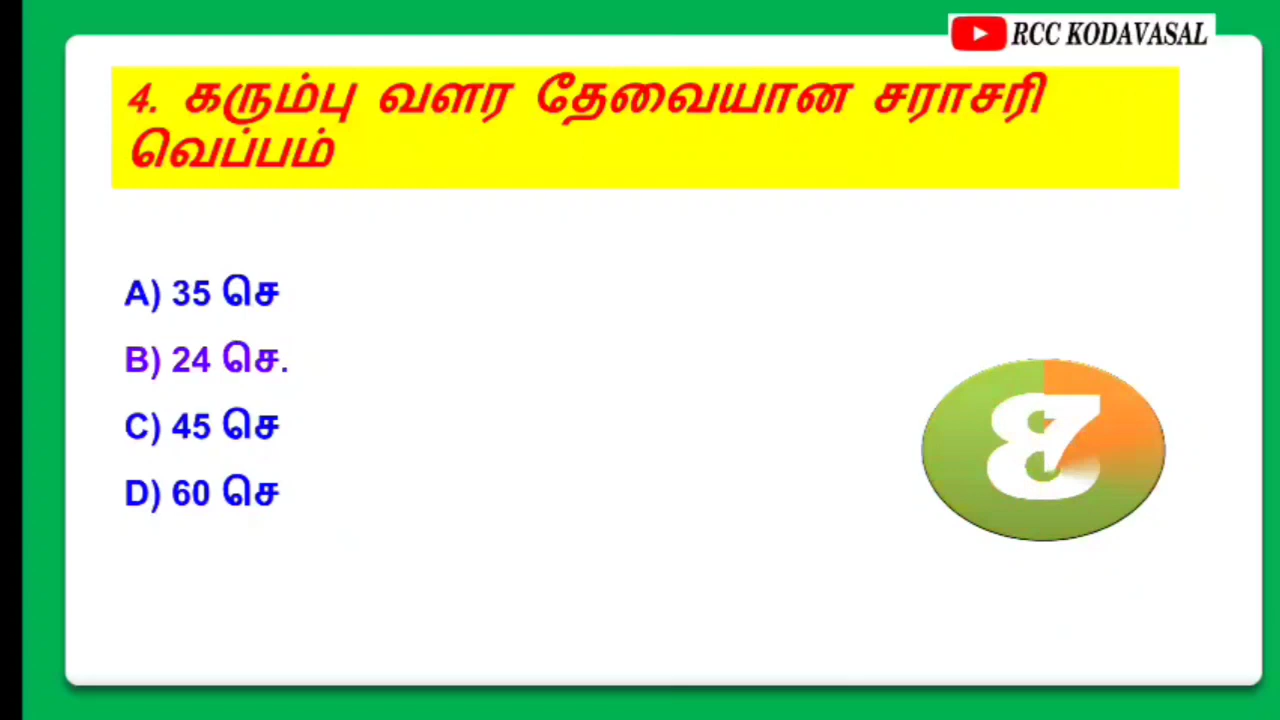 RCC KODAVASAL
4. கரும்பு வளர தேவையான சராசரி
வெப்பம்
A) 35 செ
B) 24 செ.
C) 45 செ
D) 60 செ